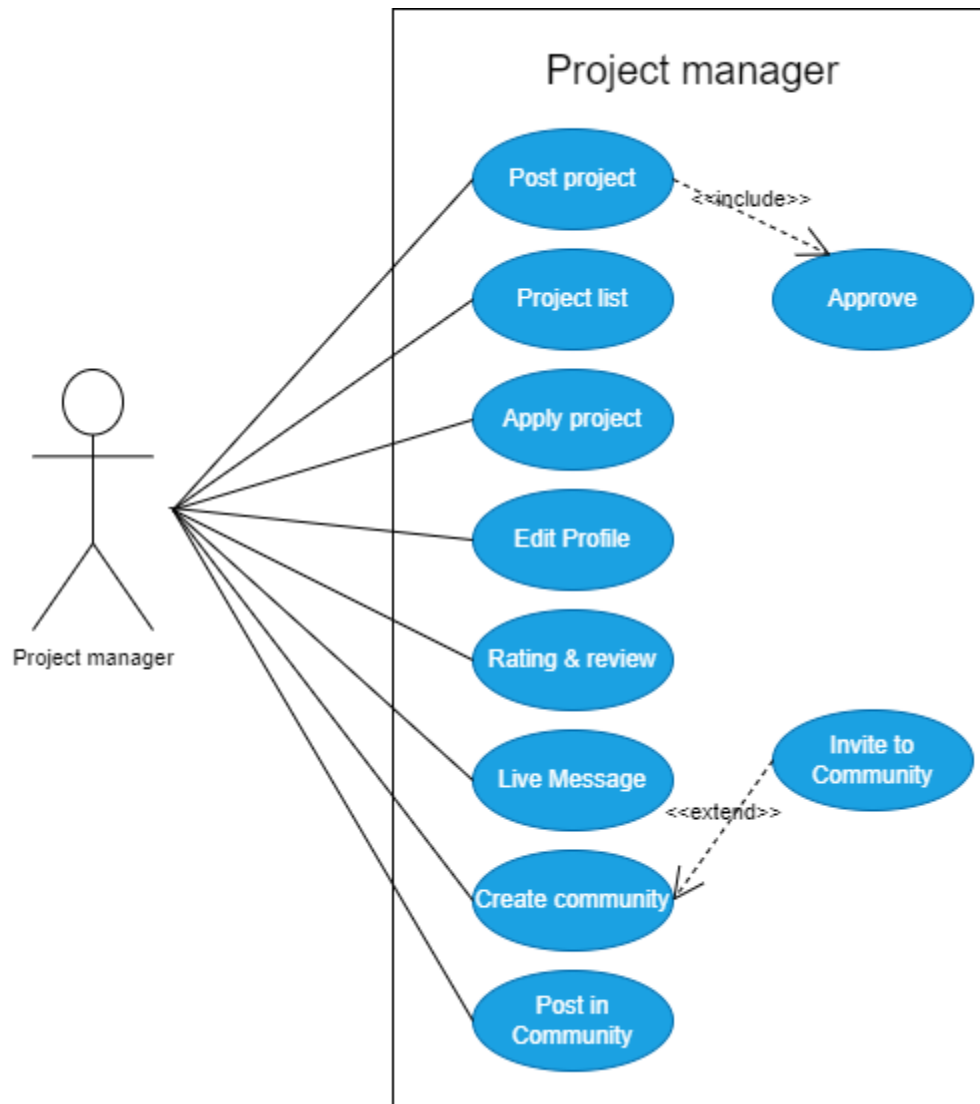 Project manager
Post project
<<include>>
Project list
Approve
Apply project
Edit Profile
Project manager
Rating & review
Invite to
Community
Live Message
<<extend>>
Create community
Post in
Community